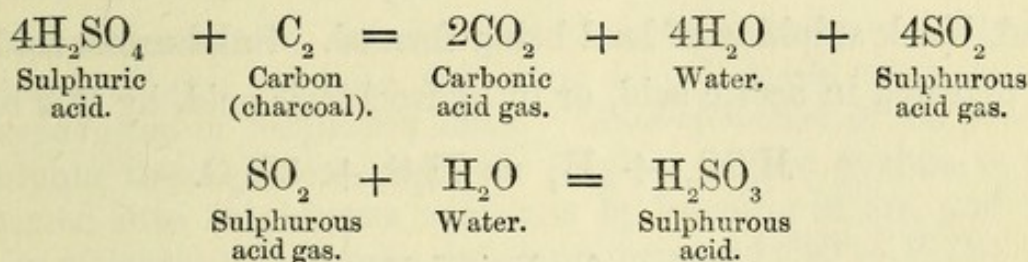 4H₂SO₄ + C₂ = 2CO₂ + 4H₂O + 4SO₂
Sulphuric Carbon Carbonic Water. Sulphurous
acid. (charcoal). acid gas. acid gas.
SO₂ + H₂O = H₂SO₃
Sulphurous Water. Sulphurous
acid gas. acid.